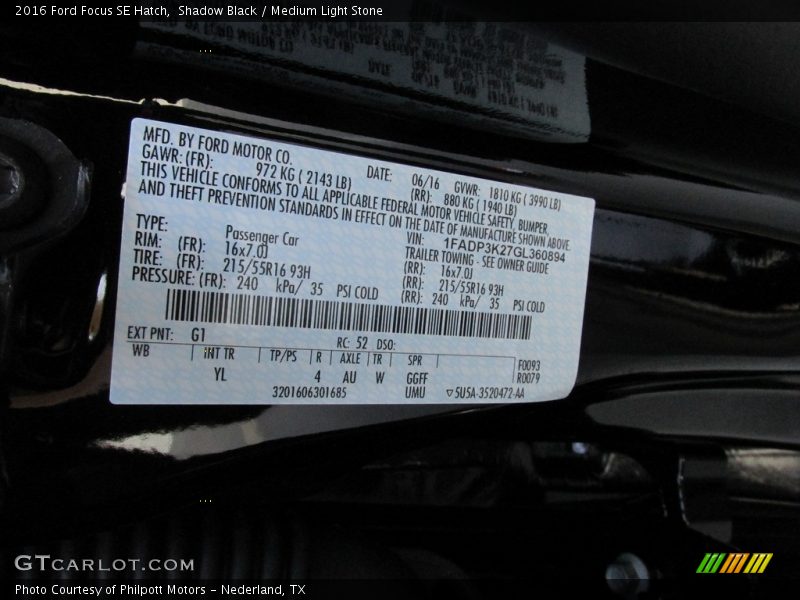 2016 Ford Focus SE Hatch, Shadow Black / Medium Light Stone
MFD. BY FORD MOTOR CO. DATE: 06/16 GVWR: 1810 KG ( 3990 LB)
GAWR: (FR): 972 KG ( 2143 LB) (RR): 880 KG ( 1940 LB)
THIS VEHICLE CONFORMS TO ALL APPLICABLE FEDERAL MOTOR VEHICLE SAFETY, BUMPER,
AND THEFT PREVENTION STANDARDS IN EFFECT ON THE DATE OF MANUFACTURE SHOWN ABOVE.
VIN: 1FADP3K27GL360894
TYPE: Passenger Car TRAILER TOWING - SEE OWNER GUIDE
RIM: (FR): 16x7.0J (RR): 16x7.0J
TIRE: (FR): 215/55R16 93H (RR): 215/55R16 93H
PRESSURE: (FR): 240 kPa/ 35 PSI COLD (RR): 240 kPa/ 35 PSI COLD
EXT PNT: G1 RC: 52 DSO:
WB INT TR TP/PS R AXLE TR SPR F0093
YL 4 AU W GGFF R0079
3201606301685 UMU ▽5U5A-3520472-AA
GTCARLOT.COM
Photo Courtesy of Philpott Motors - Nederland, TX